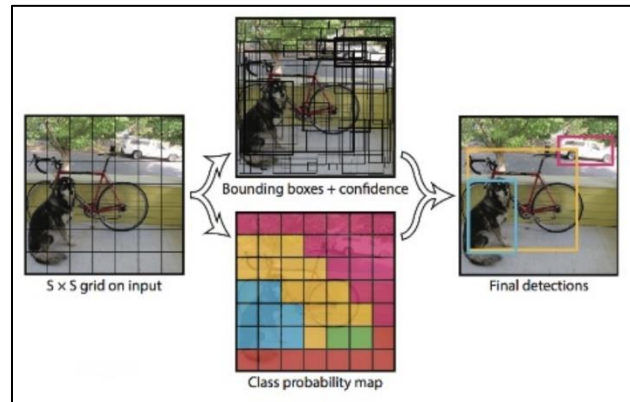 Bounding boxes + confidence
S × S grid on input
Final detections
Class probability map